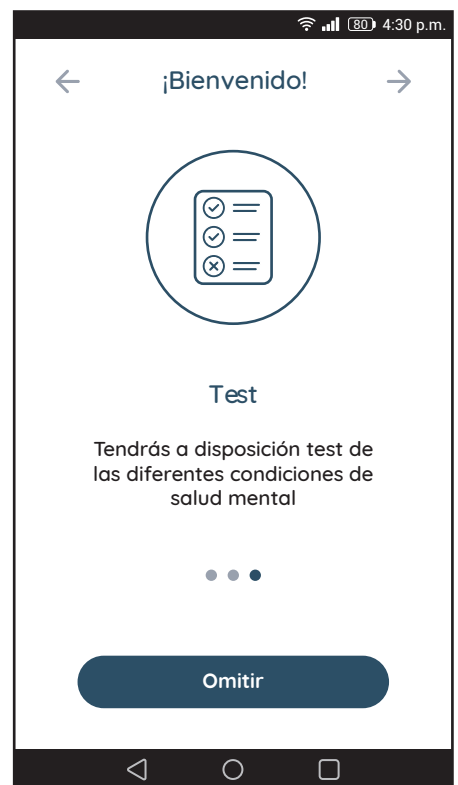 80 4:30 p.m.
¡Bienvenido!
Test
Tendrás a disposición test de
las diferentes condiciones de
salud mental
Omitir